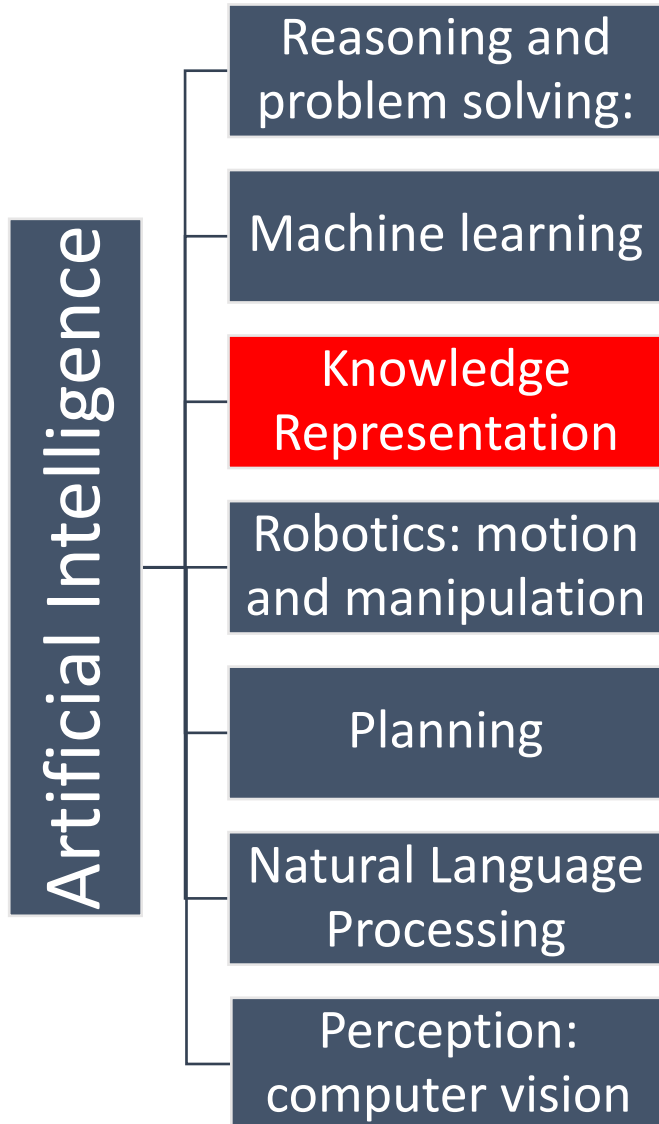 Artificial Intelligence
Reasoning and
problem solving:
Machine learning
Knowledge
Representation
Robotics: motion
and manipulation
Planning
Natural Language
Processing
Perception:
computer vision